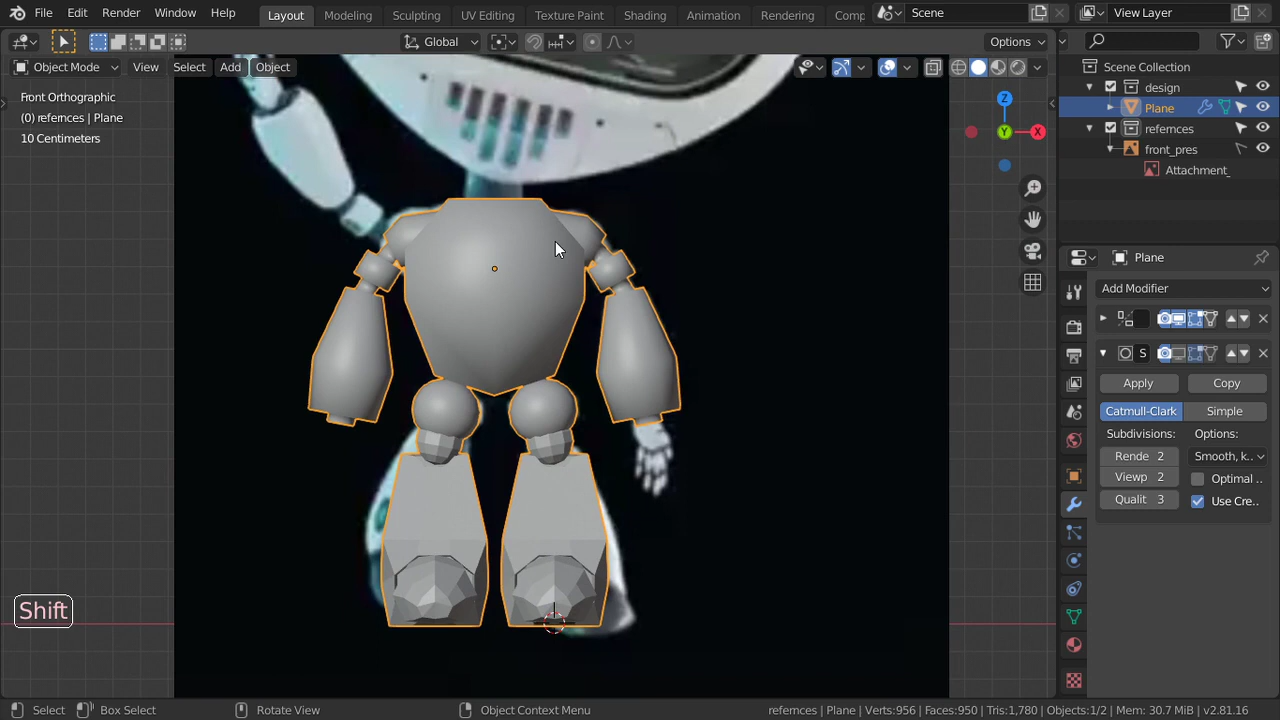 File Edit Render Window Help Layout Modeling Sculpting UV Editing Texture Paint Shading Animation Rendering Comp Scene View Layer
Global Options
Object Mode View Select Add Object
Front Orthographic
(0) refernces | Plane
10 Centimeters
Z
Y
X
Scene Collection
design
Plane
refernces
front_pres
Attachment_
Plane
Add Modifier
S
Apply Copy
Catmull-Clark Simple
Subdivisions: Options:
Rende 2 Smooth, k..
Viewp 2 Optimal ..
Qualit 3 Use Cre..
Shift
Select Box Select Rotate View Object Context Menu refernces | Plane | Verts:956 | Faces:950 | Tris:1,780 | Objects:1/2 | Mem: 30.7 MiB | v2.81.16